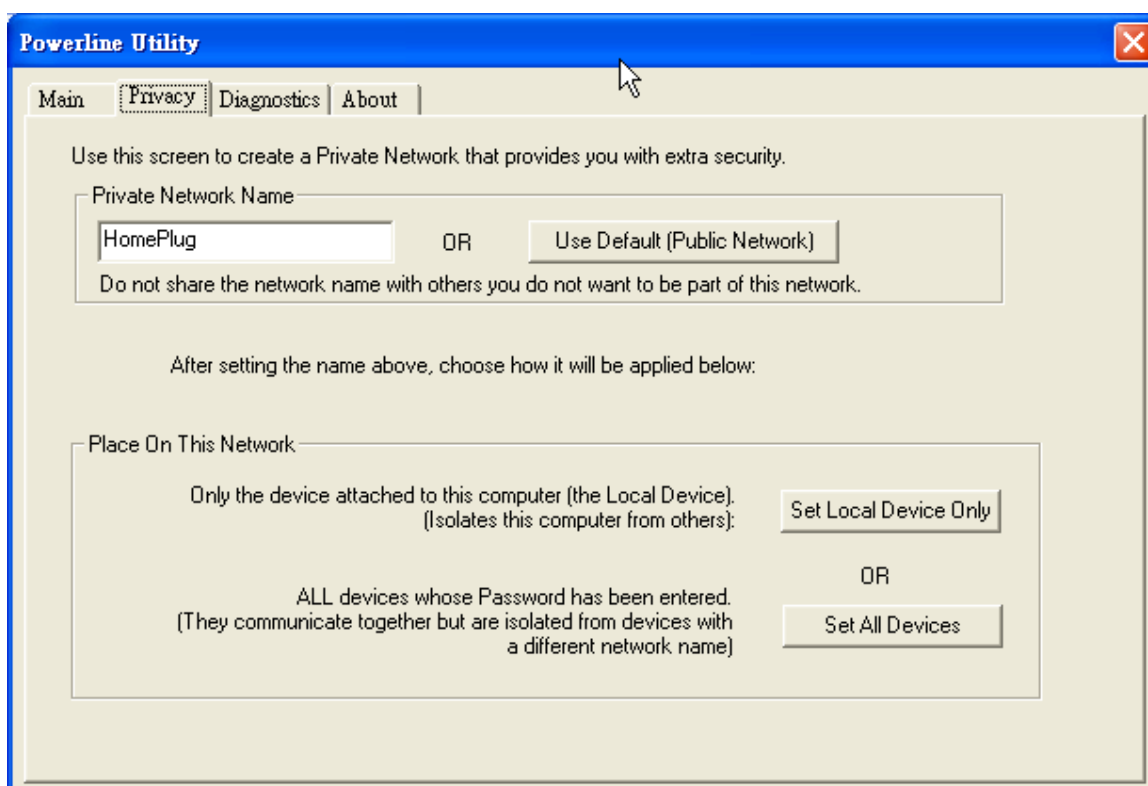 Powerline Utility
Main Privacy Diagnostics About
Use this screen to create a Private Network that provides you with extra security.
Private Network Name
HomePlug OR Use Default (Public Network)
Do not share the network name with others you do not want to be part of this network.
After setting the name above, choose how it will be applied below:
Place On This Network
Only the device attached to this computer (the Local Device).
(Isolates this computer from others):
Set Local Device Only
OR
ALL devices whose Password has been entered.
(They communicate together but are isolated from devices with
a different network name)
Set All Devices